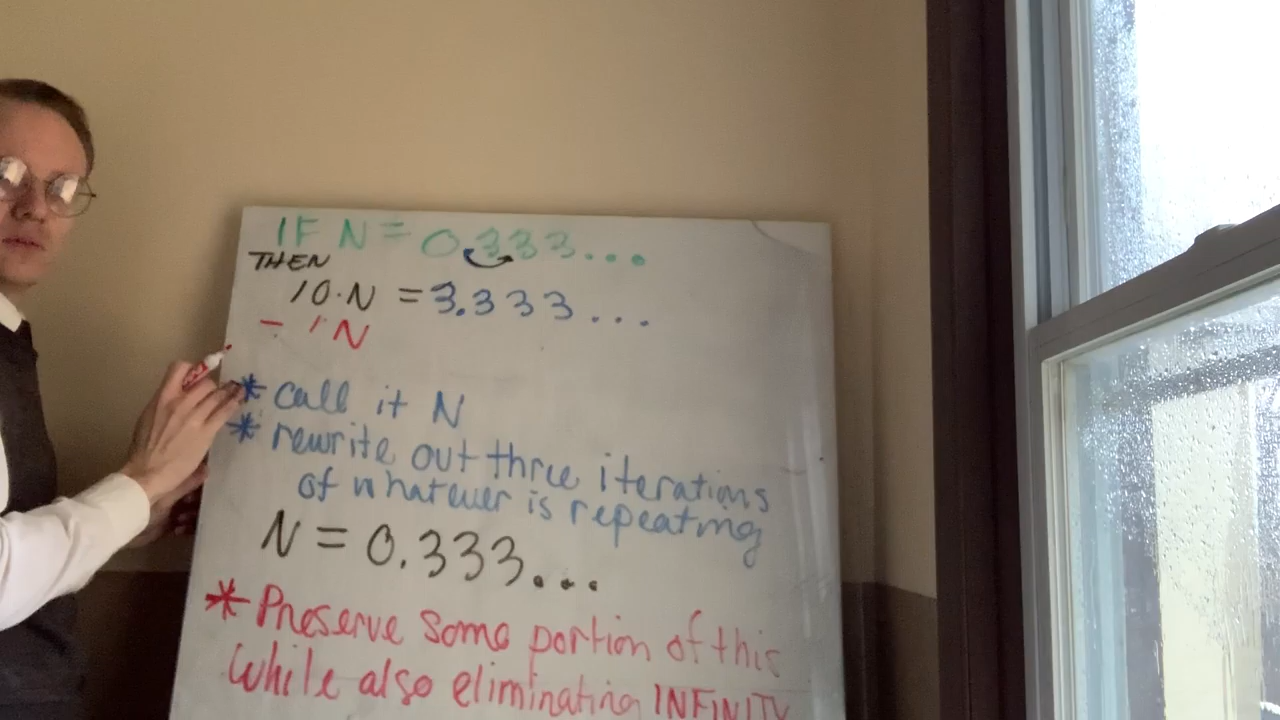 IF N = 0.333...
THEN
10·N = 3.333...
- 1·N
* call it N
* rewrite out three iterations
of whatever is repeating
N = 0.333...
* Preserve some portion of this
while also eliminating INFINITY